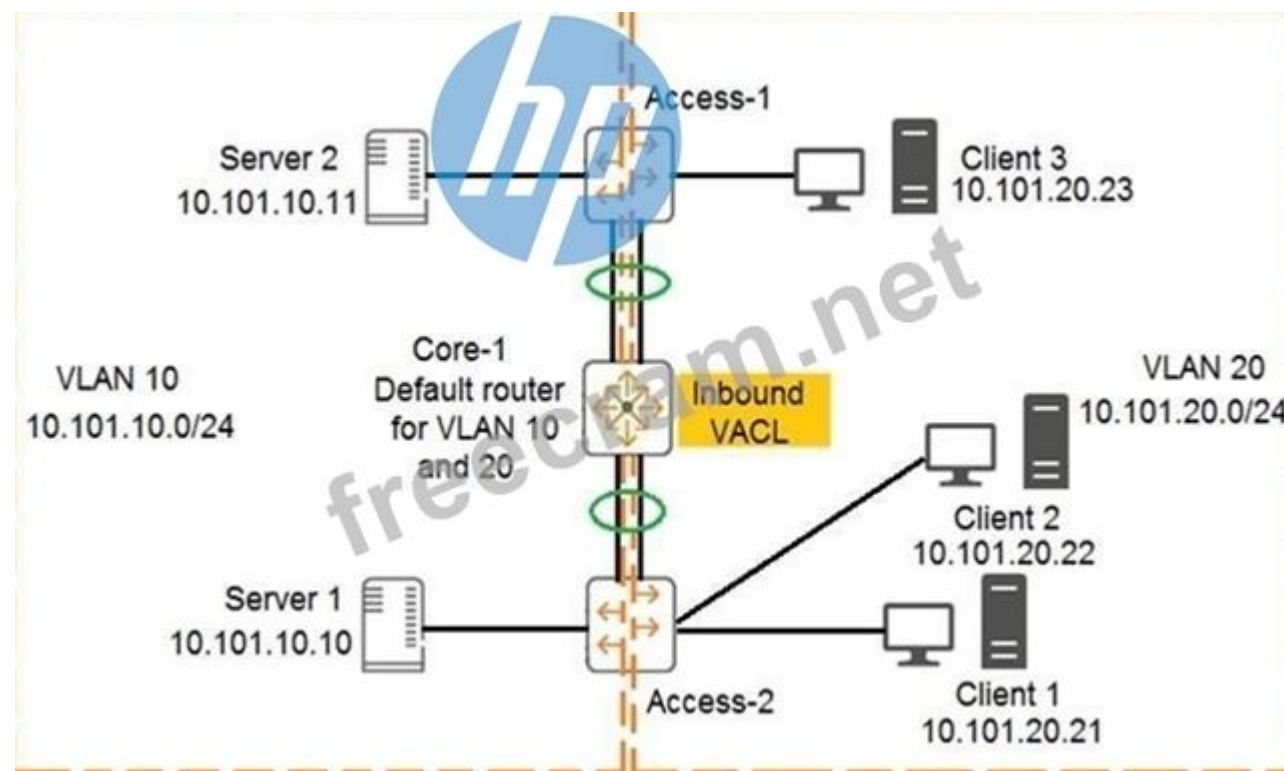 hp
Access-1
Server 2
10.101.10.11
Client 3
10.101.20.23
Core-1
Default router
for VLAN 10
and 20
Inbound
VACL
VLAN 10
10.101.10.0/24
VLAN 20
10.101.20.0/24
freecram.net
Client 2
10.101.20.22
Server 1
10.101.10.10
Access-2
Client 1
10.101.20.21